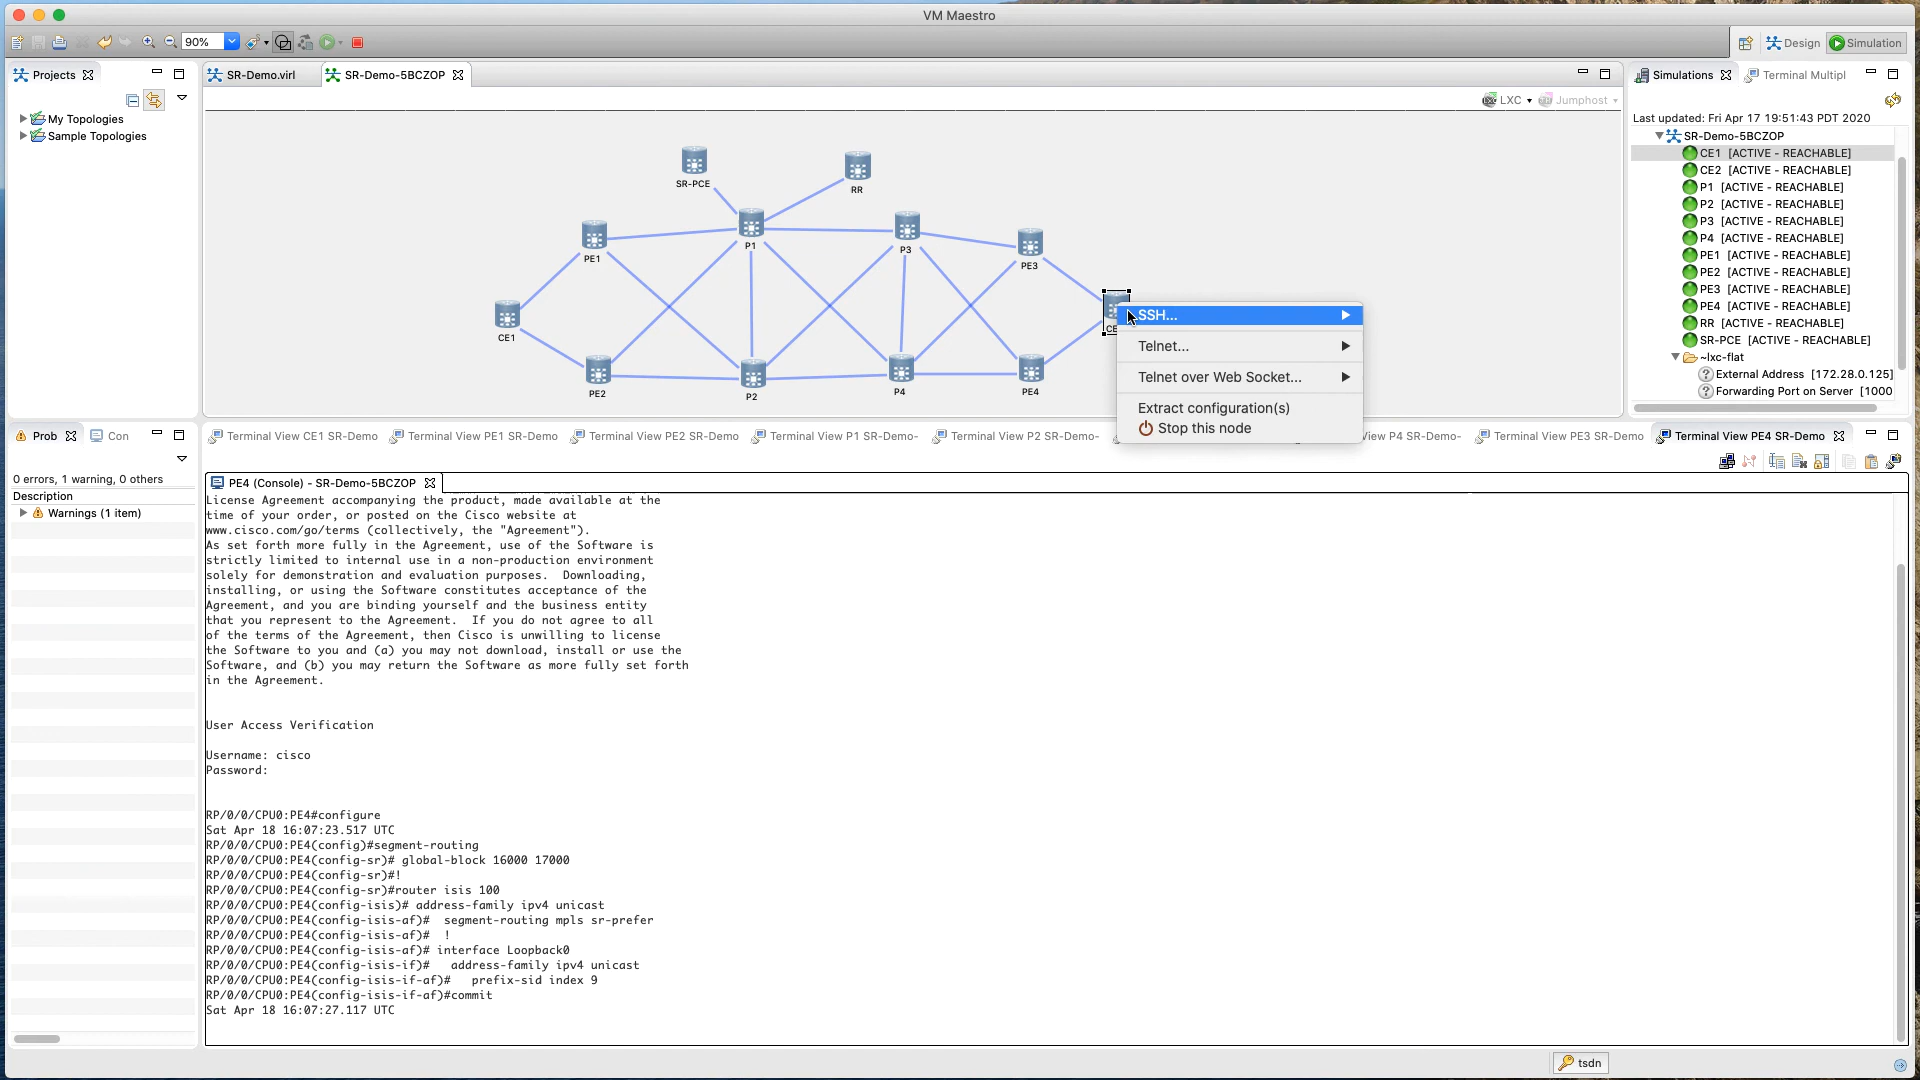 VM Maestro
90%
Design
Simulation
Projects
SR-Demo.virl
SR-Demo-5BCZOP
Simulations
Terminal Multipl
LXC
Jumphost
My Topologies
Sample Topologies
Last updated: Fri Apr 17 19:51:43 PDT 2020
SR-Demo-5BCZOP
CE1 [ACTIVE - REACHABLE]
CE2 [ACTIVE - REACHABLE]
P1 [ACTIVE - REACHABLE]
P2 [ACTIVE - REACHABLE]
P3 [ACTIVE - REACHABLE]
P4 [ACTIVE - REACHABLE]
PE1 [ACTIVE - REACHABLE]
PE2 [ACTIVE - REACHABLE]
PE3 [ACTIVE - REACHABLE]
PE4 [ACTIVE - REACHABLE]
RR [ACTIVE - REACHABLE]
SR-PCE [ACTIVE - REACHABLE]
~lxc-flat
External Address [172.28.0.125]
Forwarding Port on Server [1000
SR-PCE
RR
P1
P3
PE1
PE3
CE1
CE
PE2
P2
P4
PE4
SSH...
Telnet...
Telnet over Web Socket...
Extract configuration(s)
Stop this node
Prob
Con
0 errors, 1 warning, 0 others
Description
Warnings (1 item)
Terminal View CE1 SR-Demo
Terminal View PE1 SR-Demo
Terminal View PE2 SR-Demo
Terminal View P1 SR-Demo-
Terminal View P2 SR-Demo-
View P4 SR-Demo-
Terminal View PE3 SR-Demo
Terminal View PE4 SR-Demo
PE4 (Console) - SR-Demo-5BCZOP
License Agreement accompanying the product, made available at the
time of your order, or posted on the Cisco website at
www.cisco.com/go/terms (collectively, the "Agreement").
As set forth more fully in the Agreement, use of the Software is
strictly limited to internal use in a non-production environment
solely for demonstration and evaluation purposes.  Downloading,
installing, or using the Software constitutes acceptance of the
Agreement, and you are binding yourself and the business entity
that you represent to the Agreement.  If you do not agree to all
of the terms of the Agreement, then Cisco is unwilling to license
the Software to you and (a) you may not download, install or use the
Software, and (b) you may return the Software as more fully set forth
in the Agreement.
User Access Verification
Username: cisco
Password:
RP/0/0/CPU0:PE4#configure
Sat Apr 18 16:07:23.517 UTC
RP/0/0/CPU0:PE4(config)#segment-routing
RP/0/0/CPU0:PE4(config-sr)# global-block 16000 17000
RP/0/0/CPU0:PE4(config-sr)#!
RP/0/0/CPU0:PE4(config-sr)#router isis 100
RP/0/0/CPU0:PE4(config-isis)# address-family ipv4 unicast
RP/0/0/CPU0:PE4(config-isis-af)#  segment-routing mpls sr-prefer
RP/0/0/CPU0:PE4(config-isis-af)#  !
RP/0/0/CPU0:PE4(config-isis-af)# interface Loopback0
RP/0/0/CPU0:PE4(config-isis-if)#   address-family ipv4 unicast
RP/0/0/CPU0:PE4(config-isis-if-af)#   prefix-sid index 9
RP/0/0/CPU0:PE4(config-isis-if-af)#commit
Sat Apr 18 16:07:27.117 UTC
tsdn